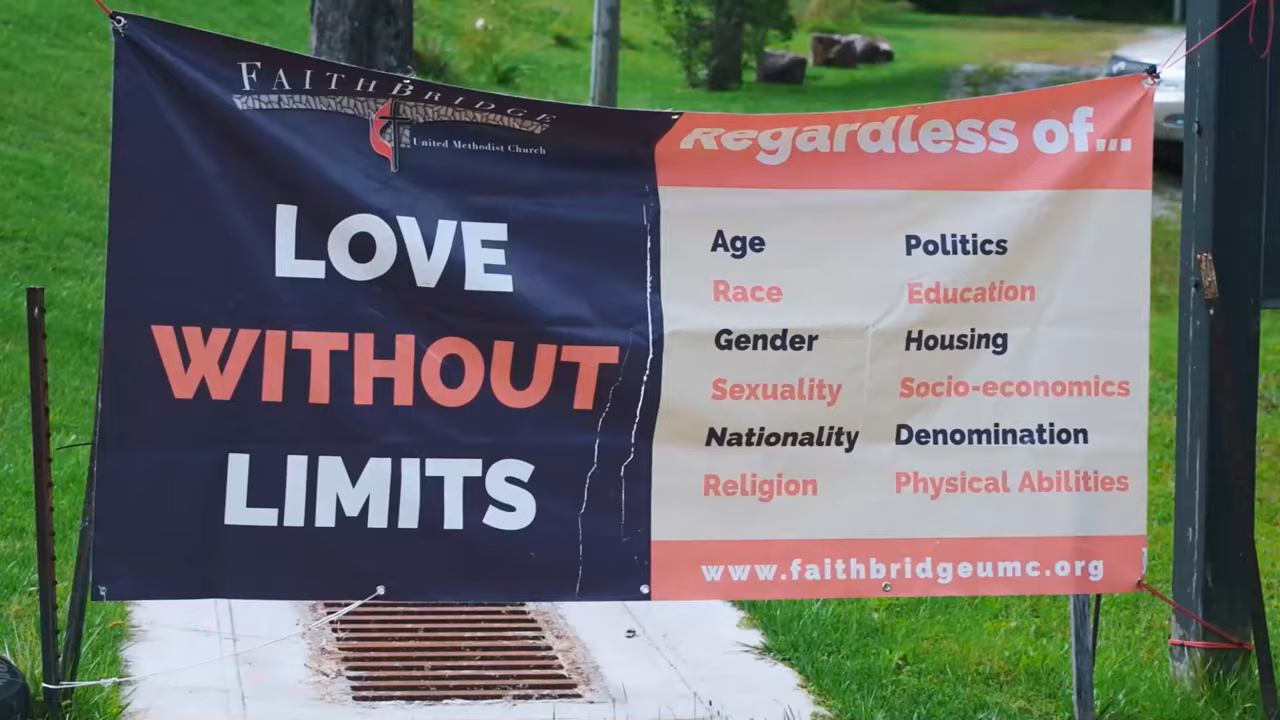 FAITHBRIDGE
United Methodist Church
LOVE
WITHOUT
LIMITS
Regardless of...
Age
Race
Gender
Sexuality
Nationality
Religion
Politics
Education
Housing
Socio-economics
Denomination
Physical Abilities
www.faithbridgeumc.org